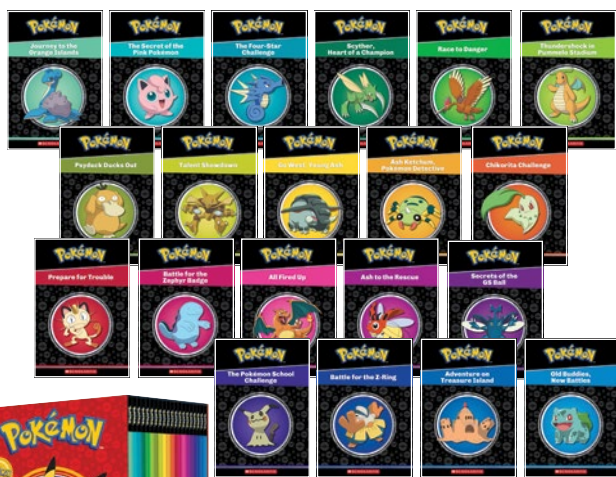 POKéMON
Journey to the
Orange Islands
POKéMON
The Secret of the
Pink Pokémon
POKéMON
The Four-Star
Challenge
POKéMON
Scyther,
Heart of a Champion
POKéMON
Race to Danger
POKéMON
Thundershock in
Pummelo Stadium
POKéMON
Psyduck Ducks Out
POKéMON
Talent Showdown
POKéMON
Go West, Young Ash
POKéMON
Ash Ketchum,
Pokémon Detective
POKéMON
Chikorita Challenge
POKéMON
Prepare for Trouble
POKéMON
Battle for the
Zephyr Badge
POKéMON
All Fired Up
POKéMON
Ash to the Rescue
POKéMON
Secrets of the
GS Ball
POKéMON
The Pokémon School
Challenge
POKéMON
Battle for the Z-Ring
POKéMON
Adventure on
Treasure Island
POKéMON
Old Buddies,
New Battles
POKéMON